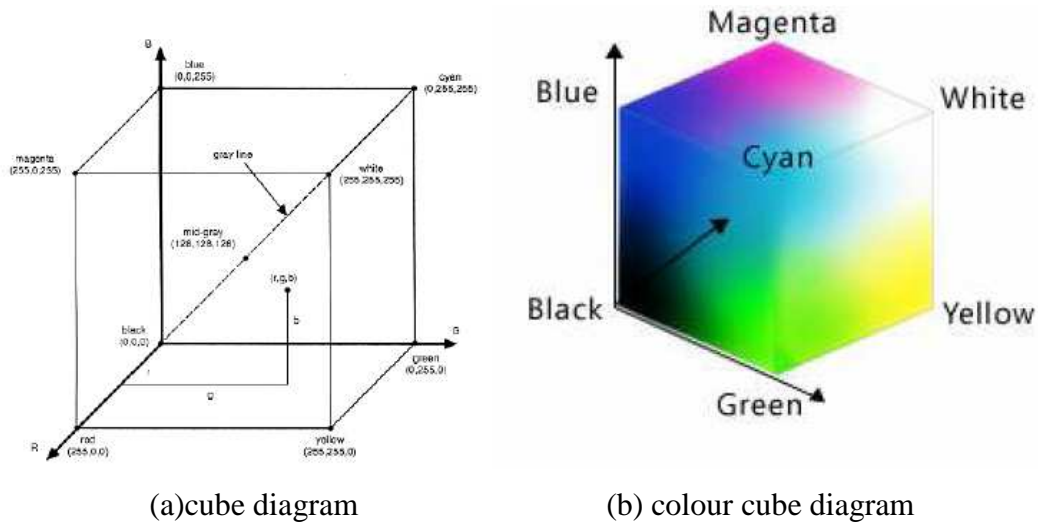 B
blue
(0,0,255)
cyan
(0,255,255)
magenta
(255,0,255)
gray line
white
(255,255,255)
mid-gray
(128,128,128)
(r,g,b)
b
black
(0,0,0)
G
green
(0,255,0)
r
g
R
red
(255,0,0)
yellow
(255,255,0)
Magenta
Blue
White
Cyan
Black
Yellow
Green
(a)cube diagram
(b) colour cube diagram